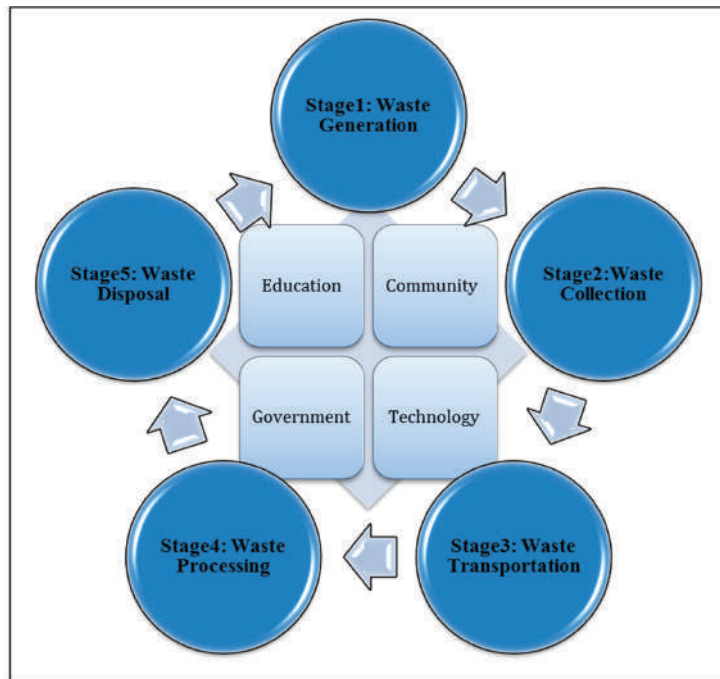 Stage1: Waste
Generation
Stage5: Waste
Disposal
Stage2:Waste
Collection
Education
Community
Government
Technology
Stage4: Waste
Processing
Stage3: Waste
Transportation